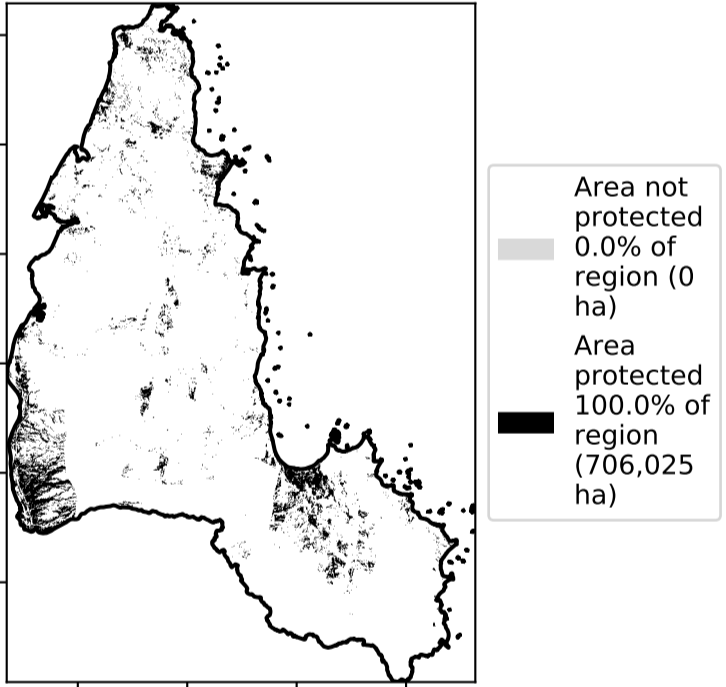 Area not
protected
0.0% of
region (0
ha)
Area
protected
100.0% of
region
(706,025
ha)